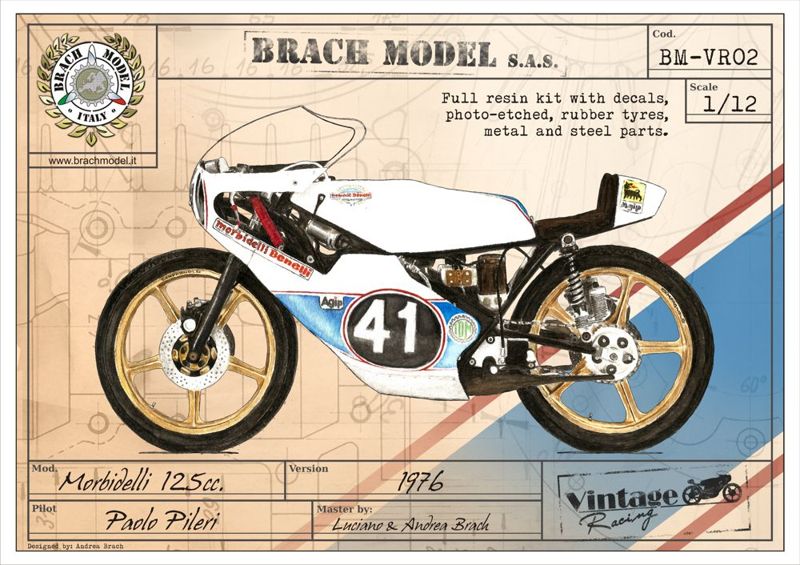 BRACH MODEL
ITALY
www.brachmodel.it
BRACH MODEL S.A.S.
Cod.
BM-VR02
Scale
1/12
Full resin kit with decals,
photo-etched, rubber tyres,
metal and steel parts.
morbidelli Benelli
Agip
41
Mod.
Morbidelli 125cc.
Version
1976
Pilot
Paolo Pileri
Master by:
Luciano & Andrea Brach
Vintage
Racing
Designed by: Andrea Brach